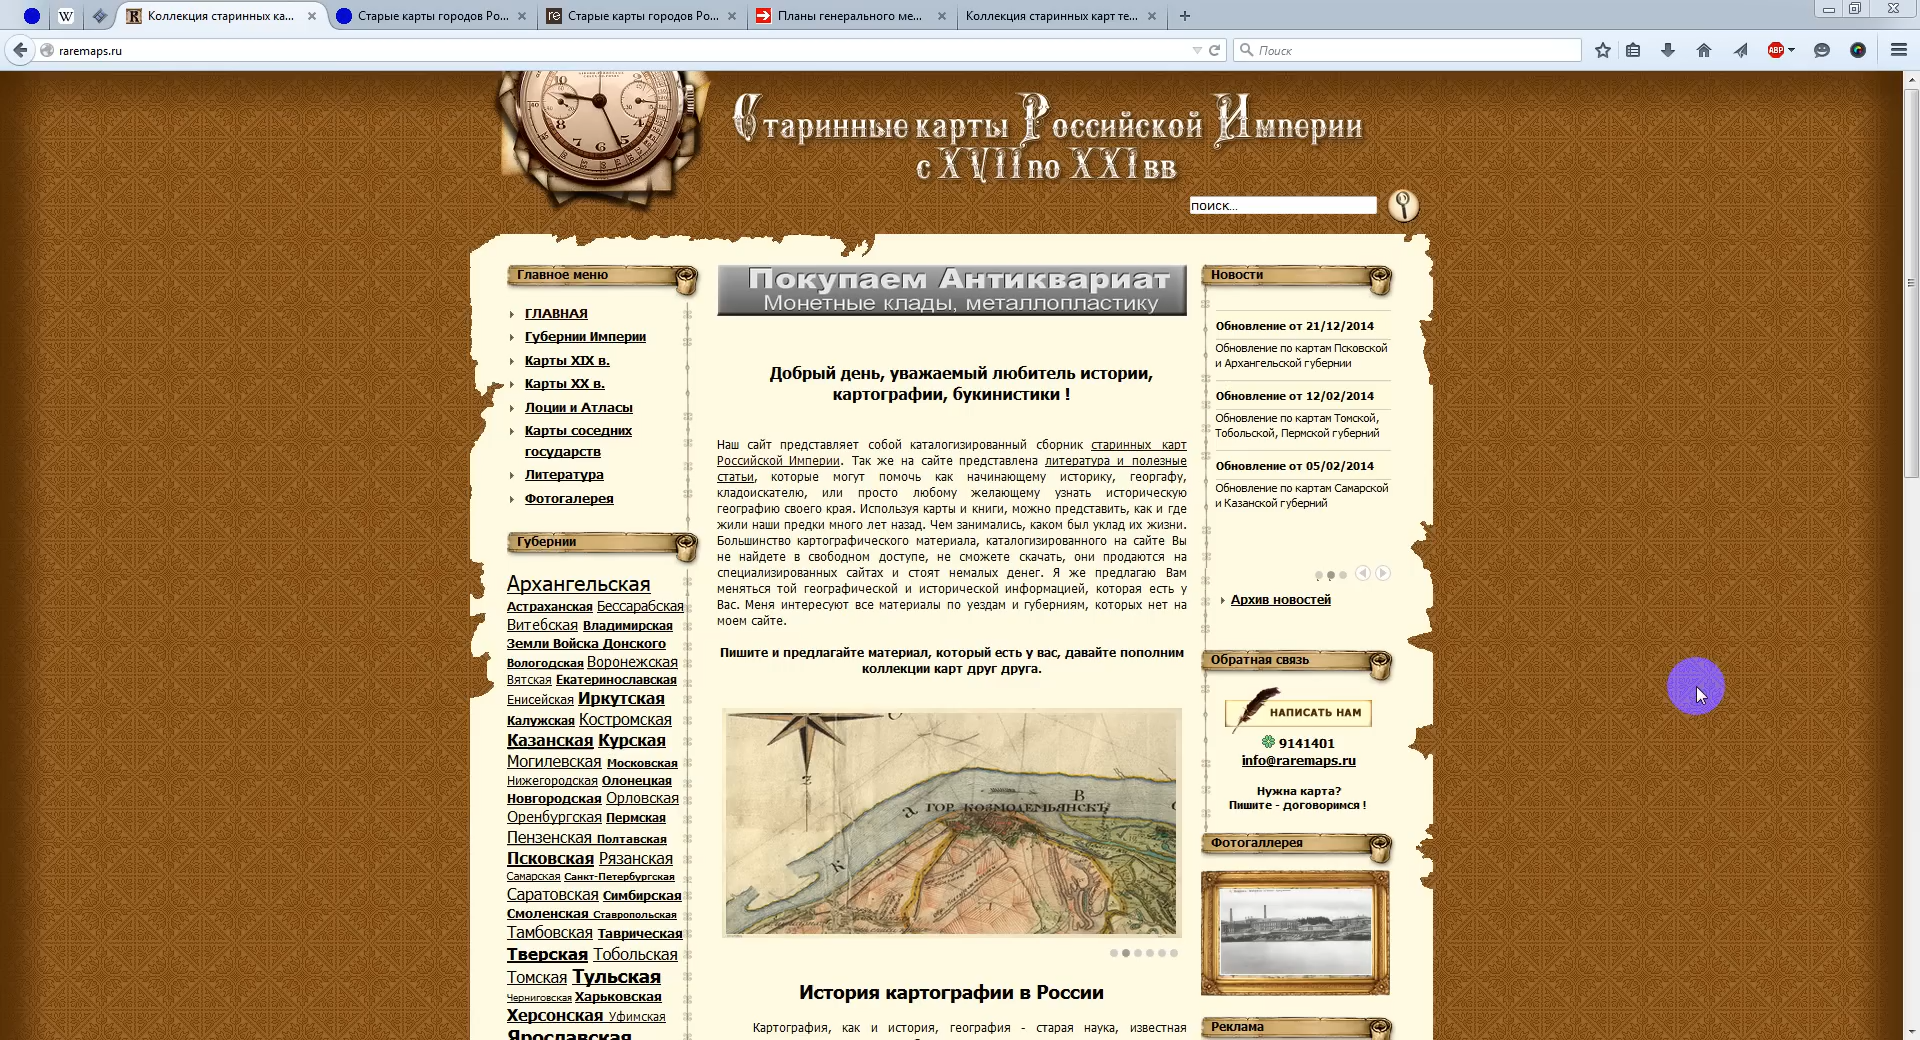 Коллекция старинных ка...
Старые карты городов Ро...
Старые карты городов Ро...
Планы генерального ме...
Коллекция старинных карт те...
raremaps.ru
Поиск
Старинные карты Российской Империи
с XVII по XXI вв
поиск...
Главное меню
ГЛАВНАЯ
Губернии Империи
Карты XIX в.
Карты XX в.
Лоции и Атласы
Карты соседних
государств
Литература
Фотогалерея
Губернии
Архангельская
Астраханская Бессарабская
Витебская Владимирская
Земли Войска Донского
Вологодская Воронежская
Вятская Екатеринославская
Енисейская Иркутская
Калужская Костромская
Казанская Курская
Могилевская Московская
Нижегородская Олонецкая
Новгородская Орловская
Оренбургская Пермская
Пензенская Полтавская
Псковская Рязанская
Самарская Санкт-Петербургская
Саратовская Симбирская
Смоленская Ставропольская
Тамбовская Таврическая
Тверская Тобольская
Томская Тульская
Черниговская Харьковская
Херсонская Уфимская
Ярославская
Покупаем Антиквариат
Монетные клады, металлопластику
Добрый день, уважаемый любитель истории,
картографии, букинистики !
Наш сайт представляет собой каталогизированный сборник старинных карт
Российской Империи. Так же на сайте представлена литература и полезные
статьи, которые могут помочь как начинающему историку, георгафу,
кладоискателю, или просто любому желающему узнать историческую
географию своего края. Используя карты и книги, можно представить, как и где
жили наши предки много лет назад. Чем занимались, каком был уклад их жизни.
Большинство картографического материала, каталогизированного на сайте Вы
не найдете в свободном доступе, не сможете скачать, они продаются на
специализированных сайтах и стоят немалых денег. Я же предлагаю Вам
меняться той географической и исторической информацией, которая есть у
Вас. Меня интересуют все материалы по уездам и губерниям, которых нет на
моем сайте.
Пишите и предлагайте материал, который есть у вас, давайте пополним
коллекции карт друг друга.
ГОР. КОЗМОДЕМЬЯНСКЪ
История картографии в России
Картография, как и история, география - старая наука, известная
Новости
Обновление от 21/12/2014
Обновление по картам Псковской
и Архангельской губернии
Обновление от 12/02/2014
Обновление по картам Томской,
Тобольской, Пермской губерний
Обновление от 05/02/2014
Обновление по картам Самарской
и Казанской губерний
Архив новостей
Обратная связь
НАПИСАТЬ НАМ
9141401
info@raremaps.ru
Нужна карта?
Пишите - договоримся !
Фотогаллерея
Реклама